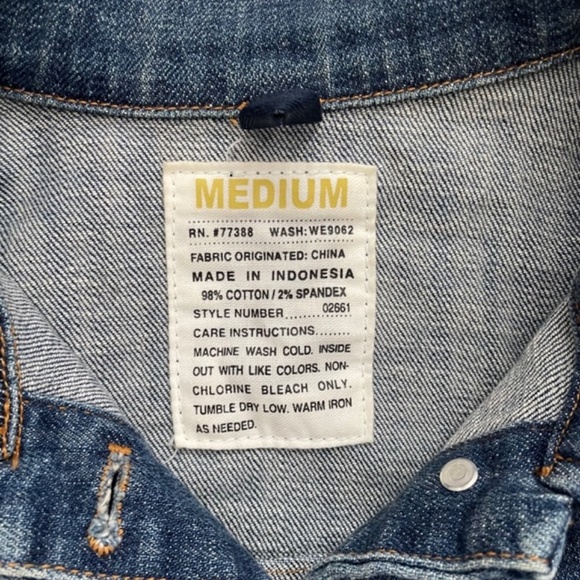 MEDIUM
RN. #77388 WASH: WE9062
FABRIC ORIGINATED: CHINA
MADE IN INDONESIA
98% COTTON / 2% SPANDEX
STYLE NUMBER..............02661
CARE INSTRUCTIONS........
MACHINE WASH COLD. INSIDE
OUT WITH LIKE COLORS. NON-
CHLORINE BLEACH ONLY.
TUMBLE DRY LOW. WARM IRON
AS NEEDED.